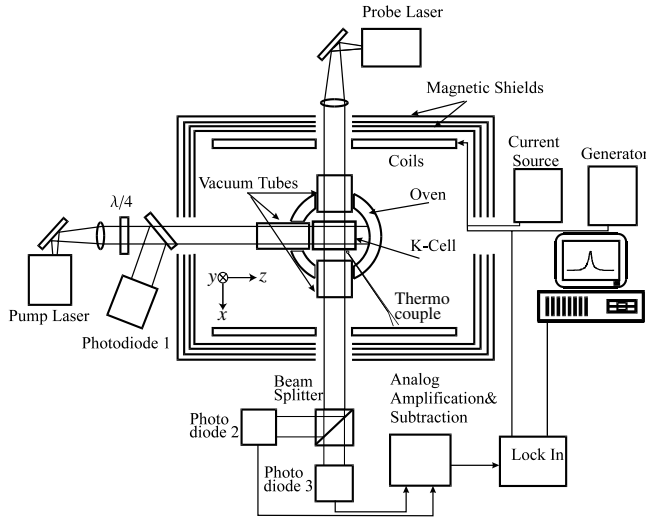 Probe Laser
Magnetic Shields
Current
Source
Generator
Coils
Vacuum Tubes
Oven
λ/4
K-Cell
y
z
x
Thermo
couple
Pump Laser
Photodiode 1
Beam
Splitter
Analog
Amplification&
Subtraction
Photo
diode 2
Photo
diode 3
Lock In